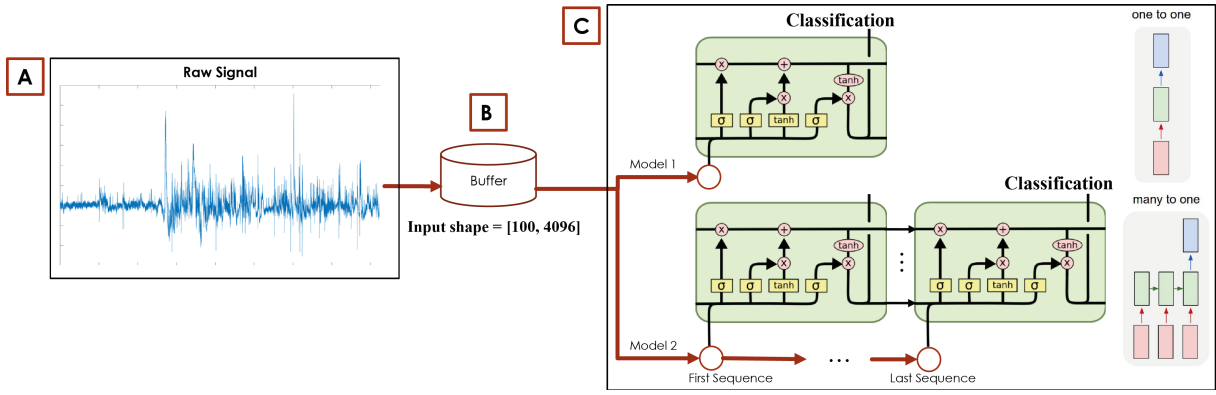 A
Raw Signal
B
Buffer
Input shape = [100, 4096]
C
Classification
x
+
tanh
x
x
σ
σ
tanh
σ
Model 1
one to one
Classification
x
+
tanh
x
x
σ
σ
tanh
σ
⋮
x
+
tanh
x
x
σ
σ
tanh
σ
many to one
Model 2
...
First Sequence
Last Sequence